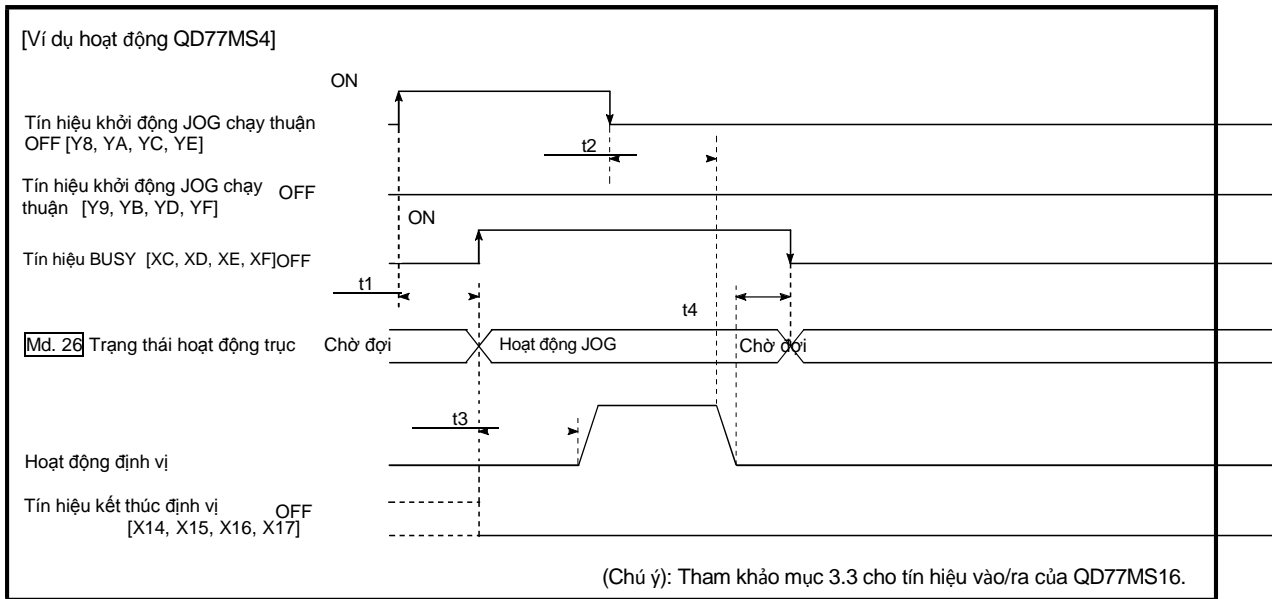 [Ví dụ hoạt động QD77MS4]
ON
Tín hiệu khởi động JOG chạy thuận
OFF [Y8, YA, YC, YE]
t2
Tín hiệu khởi động JOG chạy OFF
thuận [Y9, YB, YD, YF]
ON
Tín hiệu BUSY [XC, XD, XE, XF]OFF
t1
t4
Md. 26 Trạng thái hoạt động trục Chờ đợi Hoạt động JOG Chờ đợi
t3
Hoạt động định vị
Tín hiệu kết thúc định vị OFF
[X14, X15, X16, X17]
(Chú ý): Tham khảo mục 3.3 cho tín hiệu vào/ra của QD77MS16.